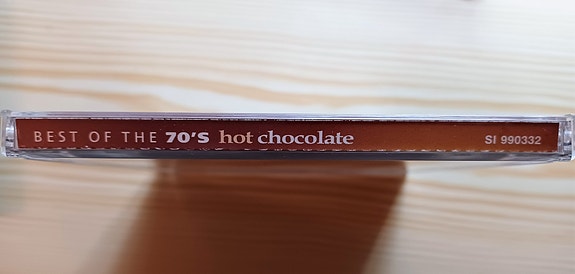 BEST OF THE 70'S hot chocolate SI 990332